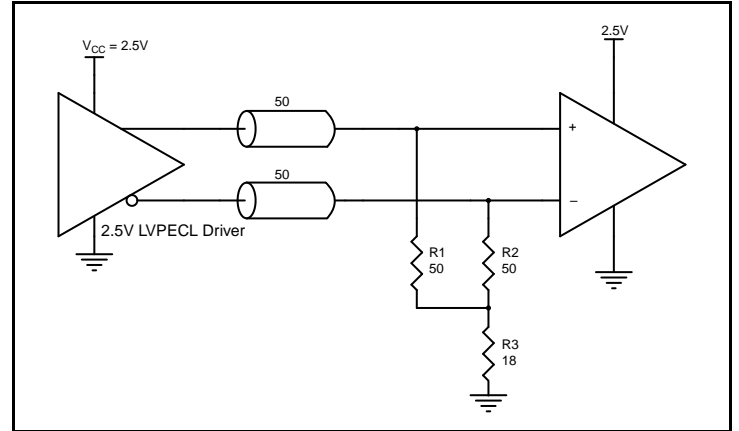 2.5V
V_CC = 2.5V
50
+
50
–
2.5V LVPECL Driver
R1
50
R2
50
R3
18